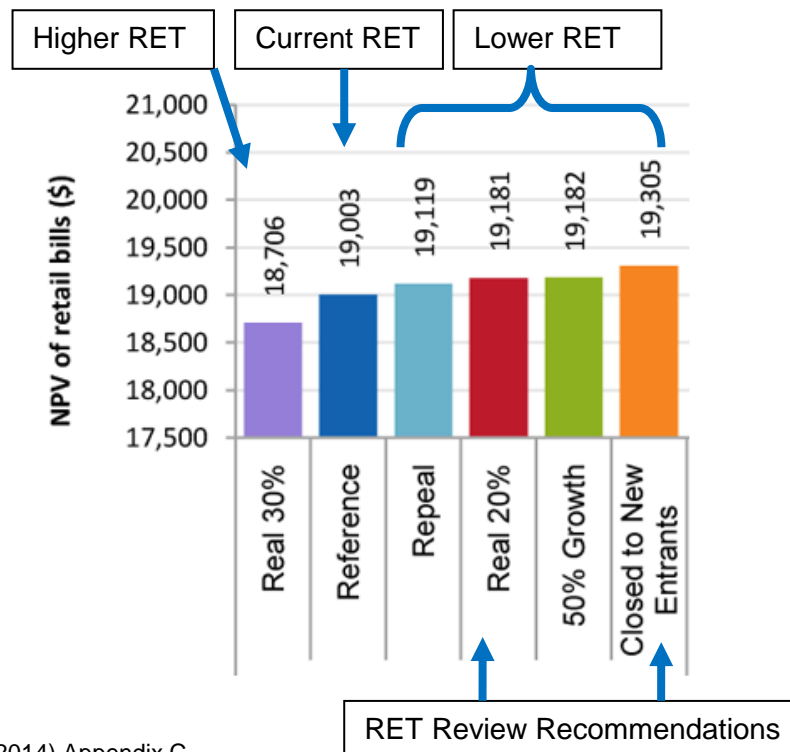 Higher RET
Current RET
Lower RET
NPV of retail bills ($)
21,000
20,500
20,000
19,500
19,000
18,500
18,000
17,500
18,706
19,003
19,119
19,181
19,182
19,305
Real 30%
Reference
Repeal
Real 20%
50% Growth
Closed to New
Entrants
RET Review Recommendations
2014) Appendix C